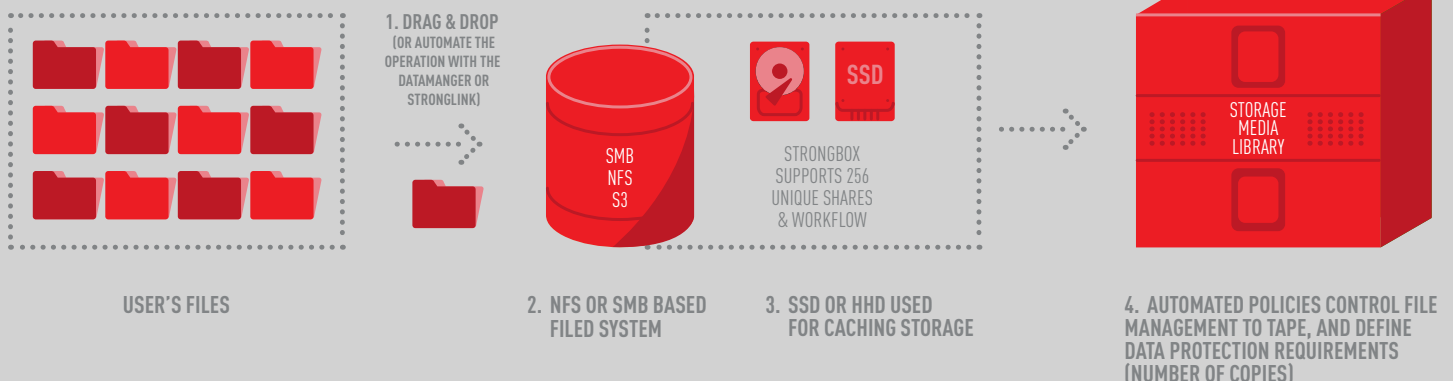 1. DRAG & DROP
(OR AUTOMATE THE
OPERATION WITH THE
DATAMANGER OR
STRONGLINK)
SMB
NFS
S3
SSD
STRONGBOX
SUPPORTS 256
UNIQUE SHARES
& WORKFLOW
STORAGE
MEDIA
LIBRARY
USER'S FILES
2. NFS OR SMB BASED
FILED SYSTEM
3. SSD OR HHD USED
FOR CACHING STORAGE
4. AUTOMATED POLICIES CONTROL FILE
MANAGEMENT TO TAPE, AND DEFINE
DATA PROTECTION REQUIREMENTS
(NUMBER OF COPIES)